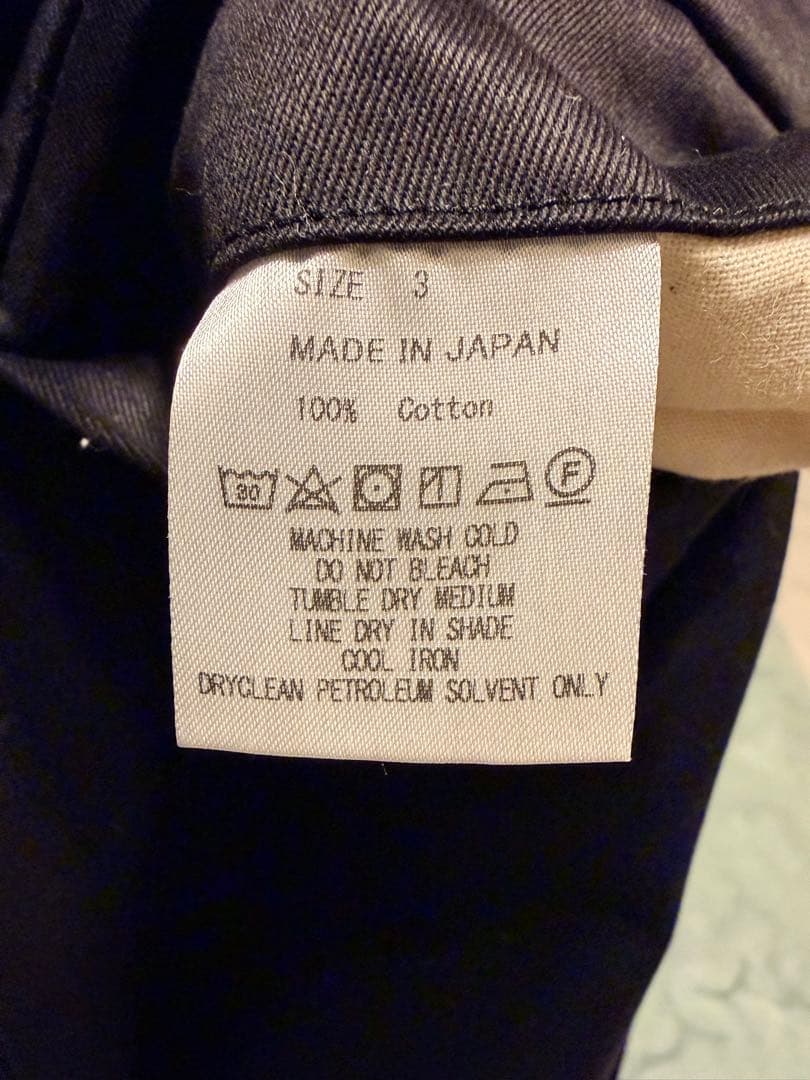 SIZE 3
MADE IN JAPAN
100% Cotton
30 F
MACHINE WASH COLD
DO NOT BLEACH
TUMBLE DRY MEDIUM
LINE DRY IN SHADE
COOL IRON
DRYCLEAN PETROLEUM SOLVENT ONLY